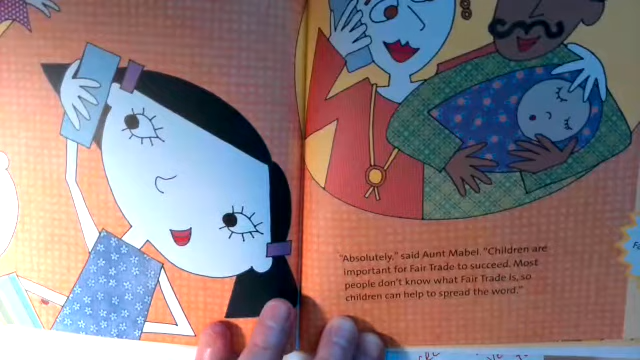 "Absolutely," said Aunt Mabel. "Children are
important for Fair Trade to succeed. Most
people don't know what Fair Trade is, so
children can help to spread the word."